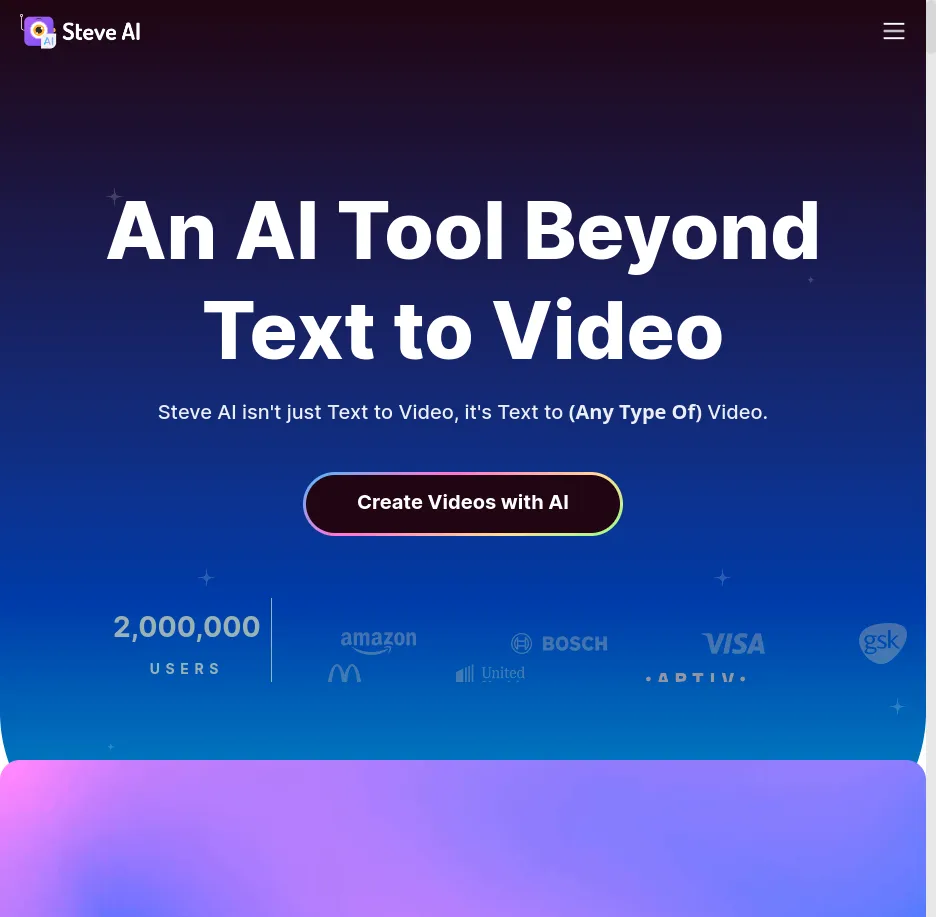 AI Steve AI
An AI Tool Beyond
Text to Video
Steve AI isn't just Text to Video, it's Text to (Any Type Of) Video.
Create Videos with AI
2,000,000
USERS
amazon
BOSCH
VISA
gsk
United
• APTIV •